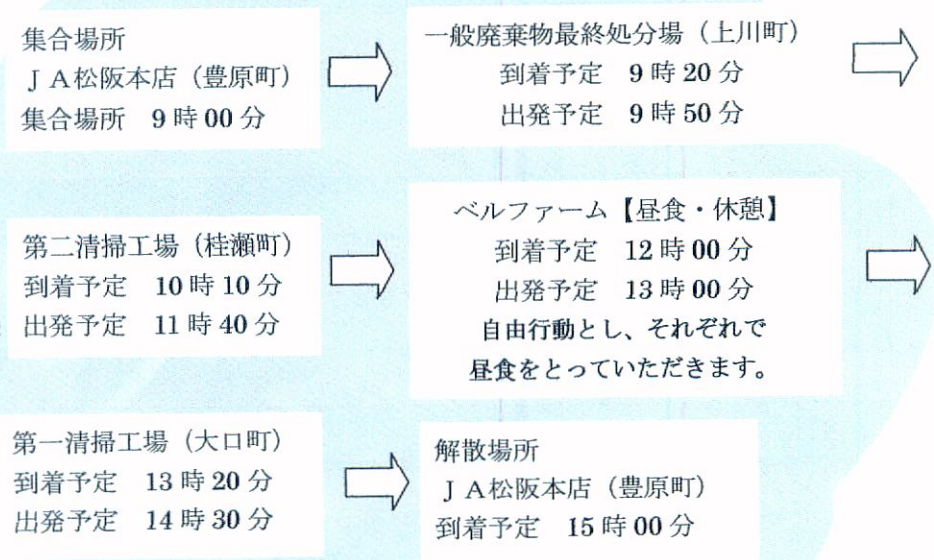 集合場所
ＪＡ松阪本店（豊原町）
集合場所　9時00分
一般廃棄物最終処分場（上川町）
到着予定　9時20分
出発予定　9時50分
第二清掃工場（桂瀬町）
到着予定　10時10分
出発予定　11時40分
ベルファーム【昼食・休憩】
到着予定　12時00分
出発予定　13時00分
自由行動とし、それぞれで
昼食をとっていただきます。
第一清掃工場（大口町）
到着予定　13時20分
出発予定　14時30分
解散場所
ＪＡ松阪本店（豊原町）
到着予定　15時00分